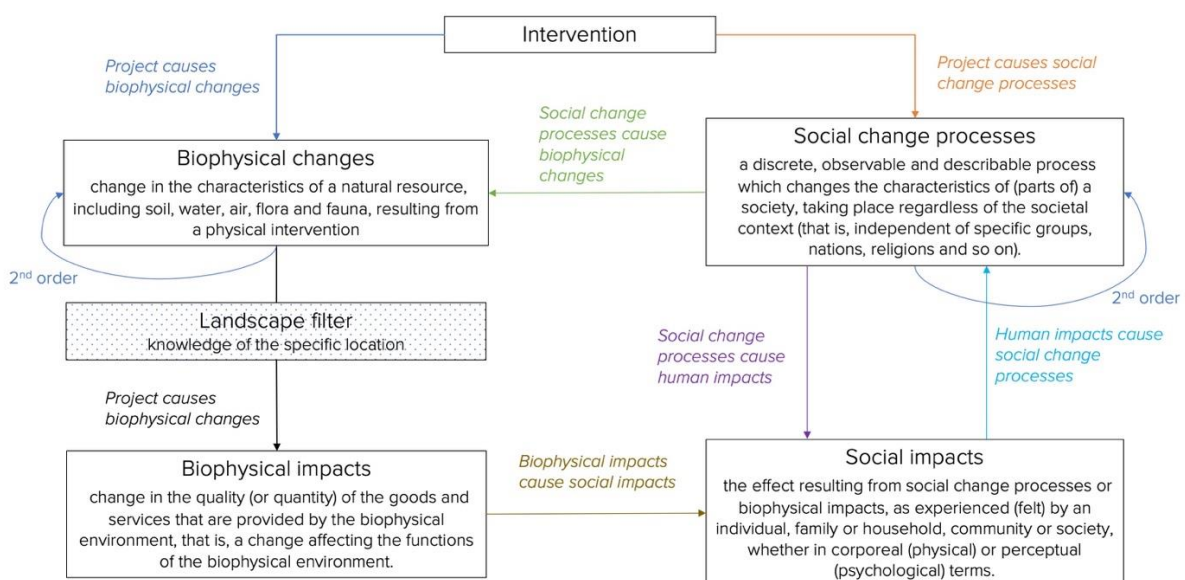 Intervention
Project causes
biophysical changes
Project causes social
change processes
Social change
processes cause
biophysical
changes
Biophysical changes
change in the characteristics of a natural resource,
including soil, water, air, flora and fauna, resulting from
a physical intervention
Social change processes
a discrete, observable and describable process
which changes the characteristics of (parts of) a
society, taking place regardless of the societal
context (that is, independent of specific groups,
nations, religions and so on).
2nd order
2nd order
Landscape filter
knowledge of the specific location
Social change
processes cause
human impacts
Human impacts cause
social change
processes
Project causes
biophysical changes
Biophysical impacts
change in the quality (or quantity) of the goods and
services that are provided by the biophysical
environment, that is, a change affecting the functions
of the biophysical environment.
Biophysical impacts
cause social impacts
Social impacts
the effect resulting from social change processes or
biophysical impacts, as experienced (felt) by an
individual, family or household, community or society,
whether in corporeal (physical) or perceptual
(psychological) terms.